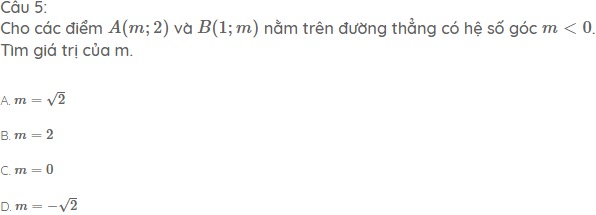 Câu 5:
Cho các điểm A(m; 2) và B(1; m) nằm trên đường thẳng có hệ số góc m < 0.
Tìm giá trị của m.
A. m = √2
B. m = 2
C. m = 0
D. m = −√2